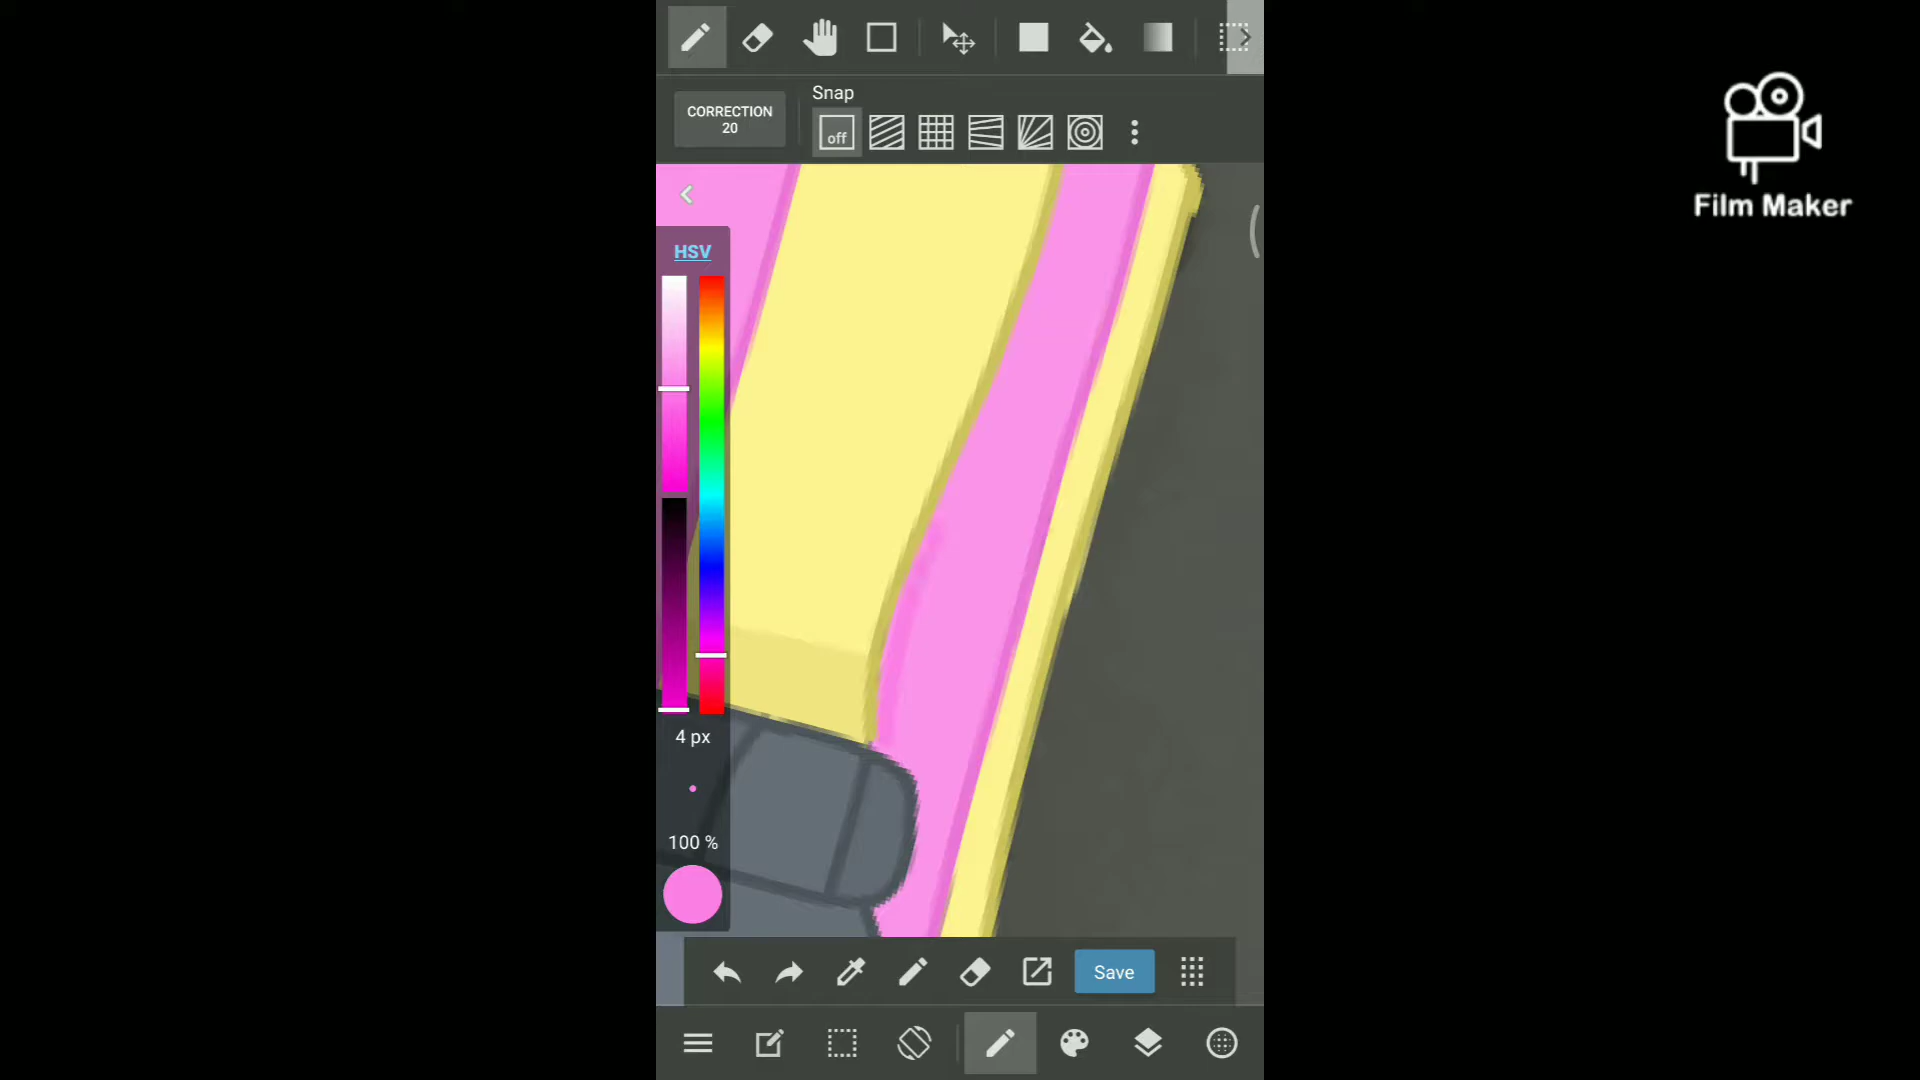 Snap
CORRECTION
20
off
Film Maker
HSV
4 px
100 %
Save